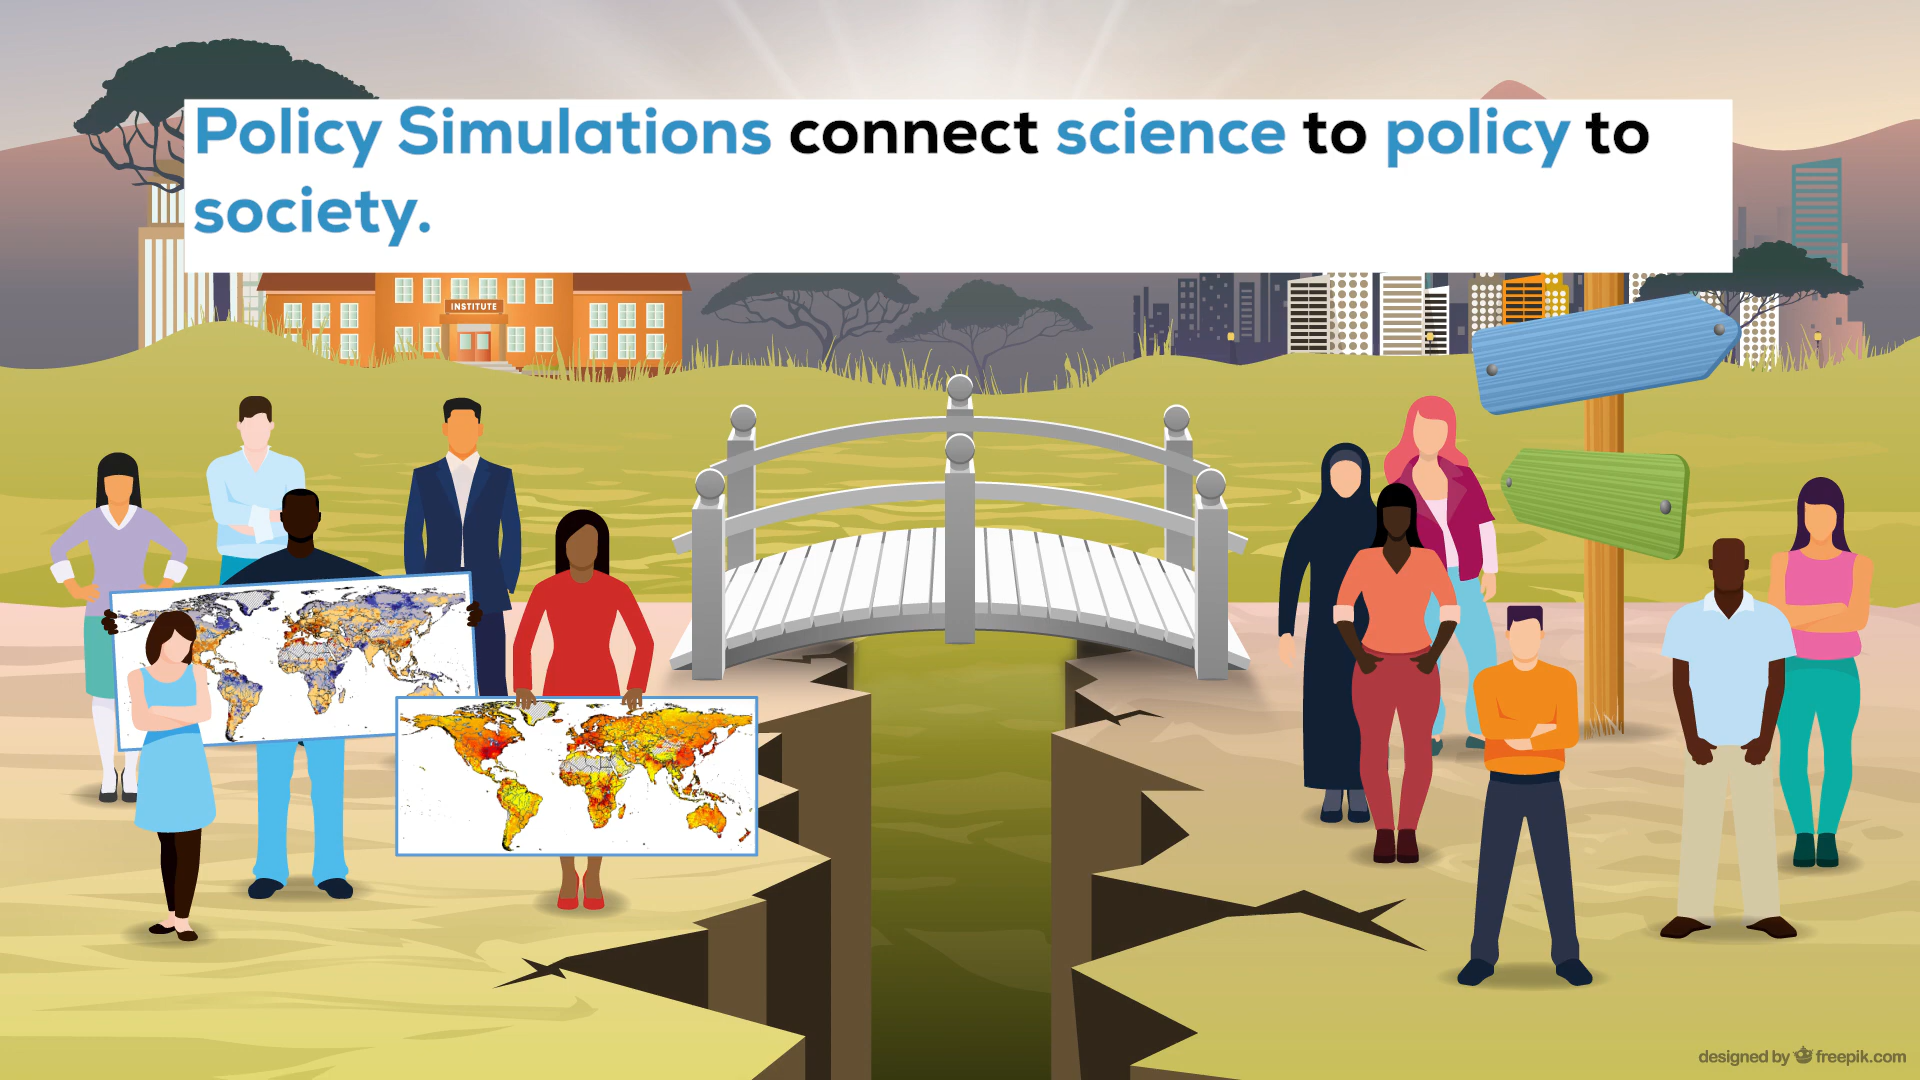 Policy Simulations connect science to policy to
society.
INSTITUTE
designed by freepik.com